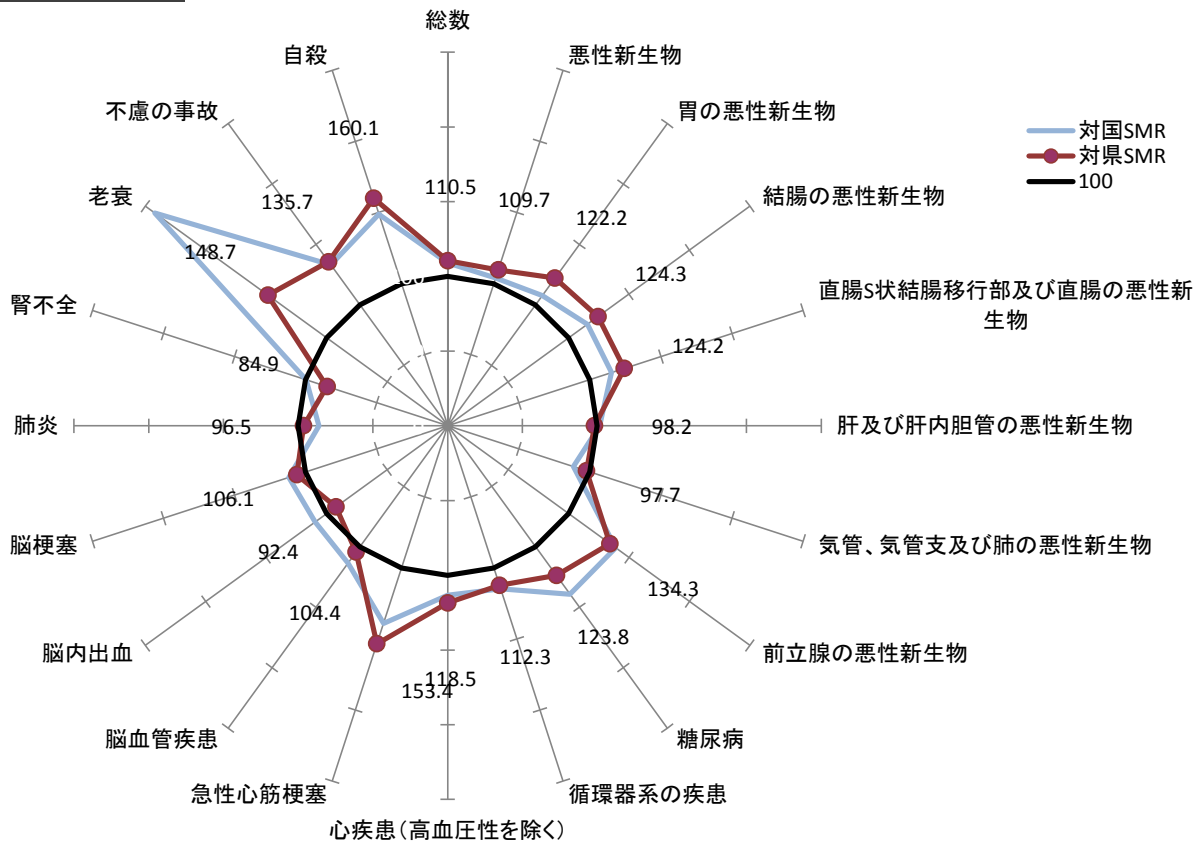 総数
自殺
悪性新生物
不慮の事故
胃の悪性新生物
対国SMR
対県SMR
100
160.1
老衰
135.7
110.5
109.7
122.2
結腸の悪性新生物
148.7
124.3
直腸S状結腸移行部及び直腸の悪性新
生物
腎不全
84.9
124.2
肺炎
96.5
98.2
肝及び肝内胆管の悪性新生物
106.1
97.7
脳梗塞
気管、気管支及び肺の悪性新生物
92.4
134.3
脳内出血
104.4
123.8
前立腺の悪性新生物
153.4
118.5
112.3
脳血管疾患
糖尿病
急性心筋梗塞
循環器系の疾患
心疾患(高血圧性を除く)